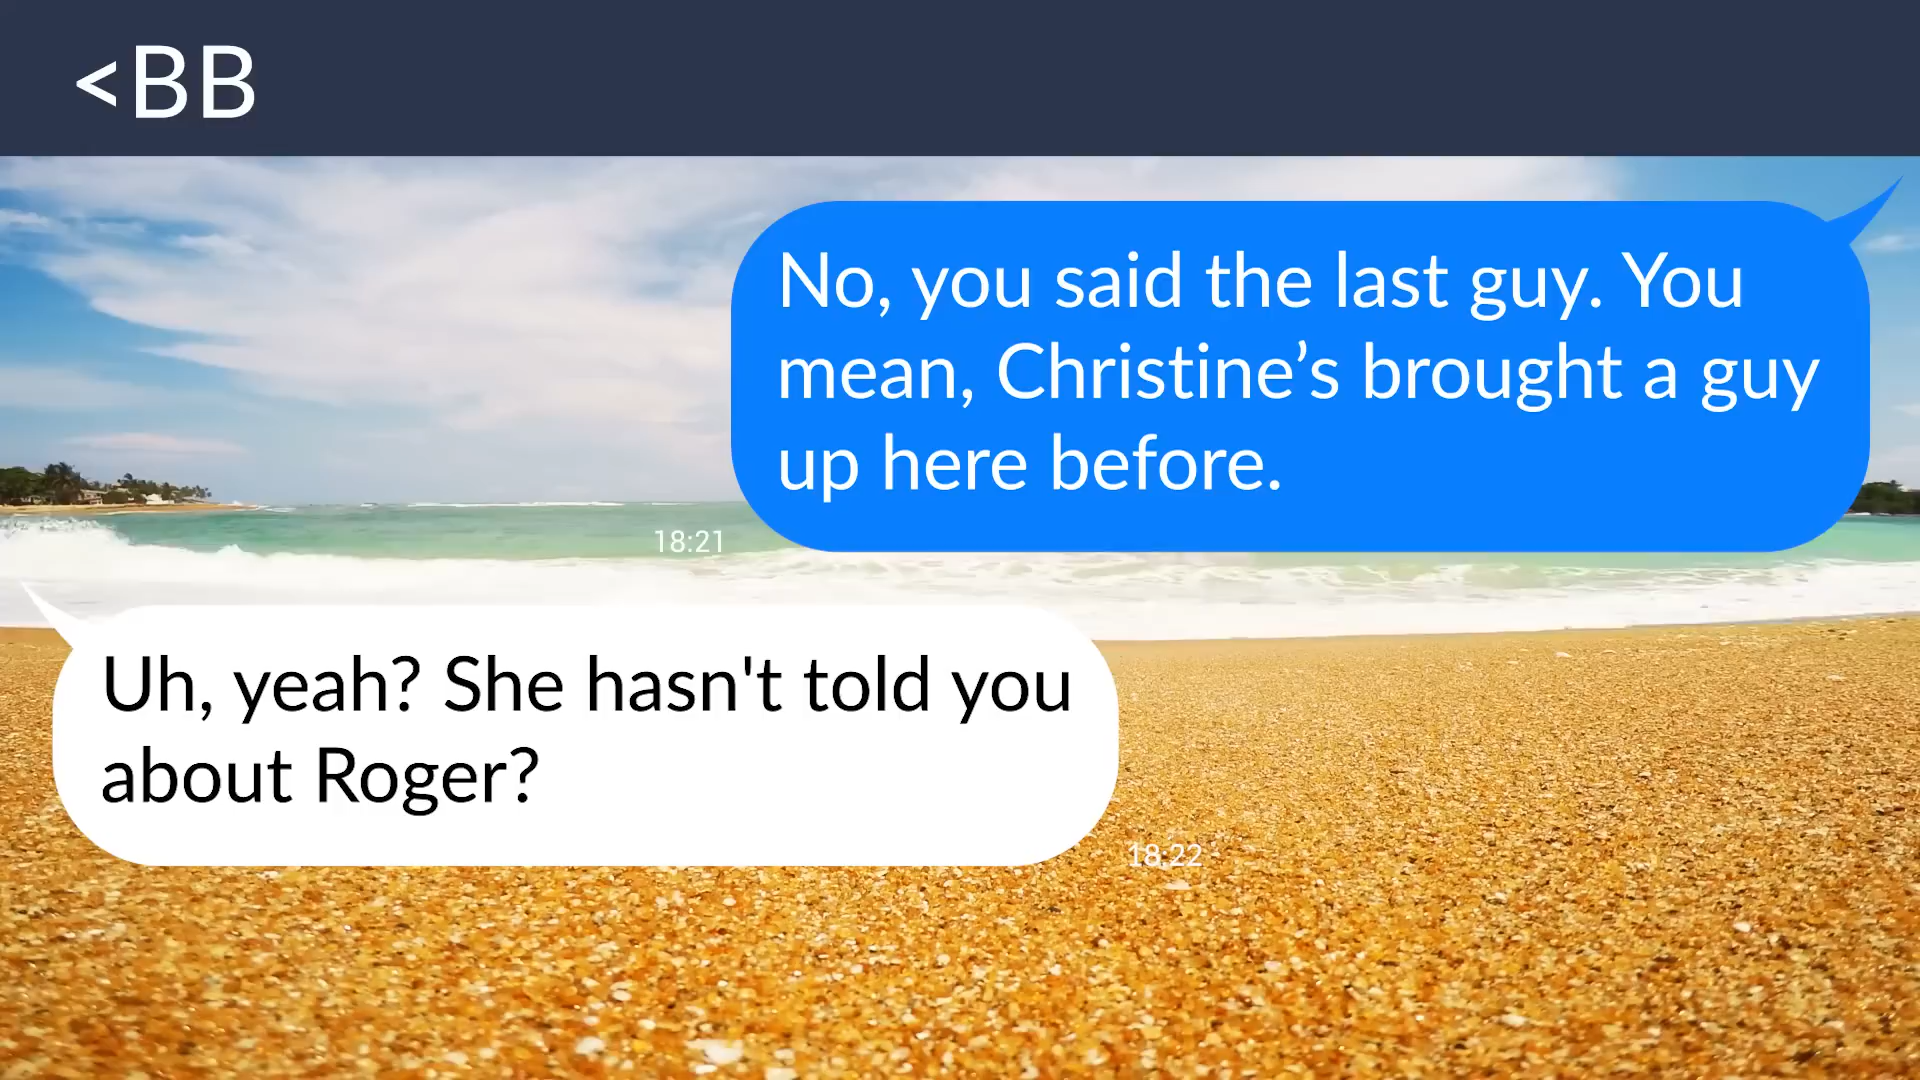 <BB
No, you said the last guy. You
mean, Christine’s brought a guy
up here before.
18:21
Uh, yeah? She hasn't told you
about Roger?
18:22